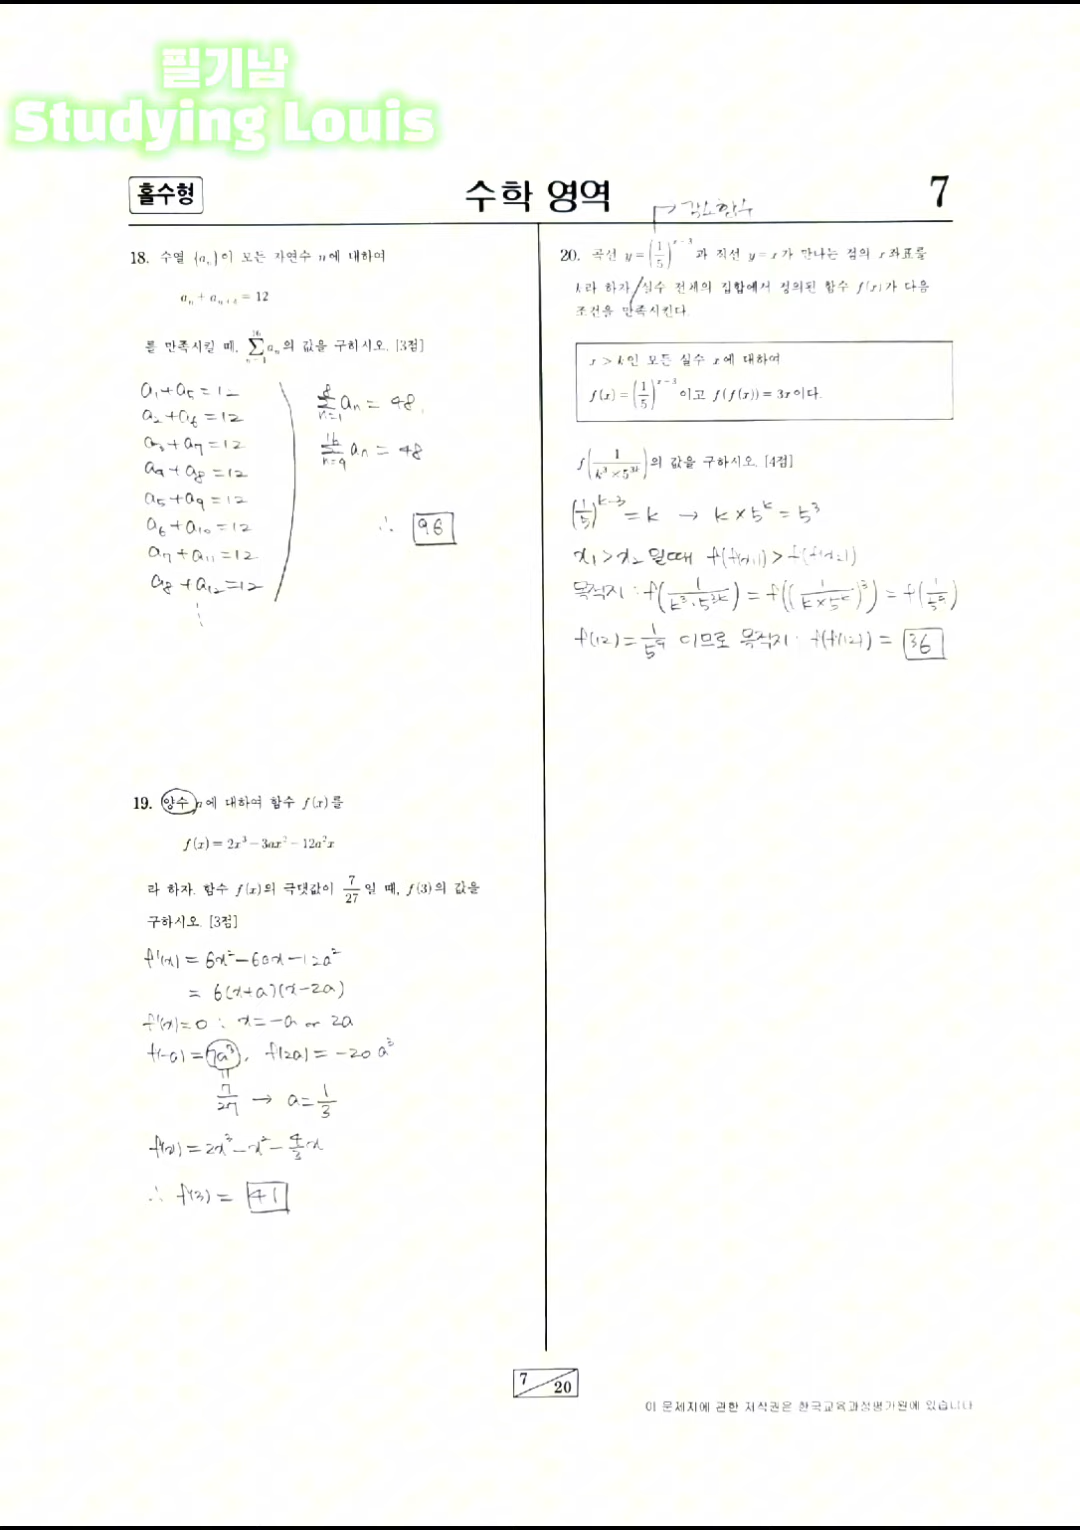 필기남
Studying Louis
홀수형
수학 영역
7
18. 수열 {aₙ}이 모든 자연수 n에 대하여
aₙ + aₙ₊₄ = 12
를 만족시킬 때, ∑ₙ₌₁¹⁶ aₙ의 값을 구하시오. [3점]
a₁+a₅=12
a₂+a₆=12
a₃+a₇=12
a₄+a₈=12
a₅+a₉=12
a₆+a₁₀=12
a₇+a₁₁=12
a₈+a₁₂=12
⋮
∑ₙ₌₁⁸ aₙ = 48.
∑ₙ₌₉¹⁶ aₙ = 48
∴ 96
19. 양수 a에 대하여 함수 f(x)를
f(x) = 2x³ − 3ax² − 12a²x
라 하자. 함수 f(x)의 극댓값이 7/27일 때, f(3)의 값을
구하시오. [3점]
f'(x) = 6x²−6ax−12a²
= 6(x+a)(x−2a)
f'(x)=0 : x=−a or 2a
f(−a) = 7a³, f(2a) = −20a³
॥
7/27 → a=1/3
f(x) = 2x³−x²−4/3x
∴ f(3) = 41
→ 감소함수
20. 곡선 y=(1/5)ˣ⁻³과 직선 y=x가 만나는 점의 x좌표를
k라 하자. / 실수 전체의 집합에서 정의된 함수 f(x)가 다음
조건을 만족시킨다.
x > k인 모든 실수 x에 대하여
f(x) = (1/5)ˣ⁻³이고 f(f(x)) = 3x이다.
f(1/(k³×5³ᵏ))의 값을 구하시오. [4점]
(1/5)ᵏ⁻³ = k → k×5ᵏ = 5³
x₁>x₂ 일때 f(f(x₁))>f(f(x₂))
목적지 : f(1/(k³·5³ᵏ)) = f((1/(k×5ᵏ))³) = f(1/5⁹)
f(12) = 1/5⁹ 이므로 목적지 : f(f(12)) = 36
7 / 20
이 문제지에 관한 저작권은 한국교육과정평가원에 있습니다